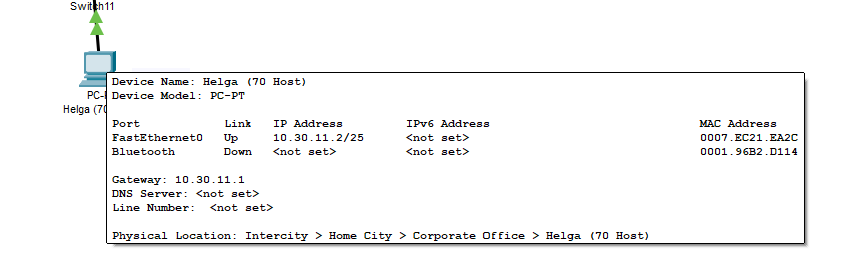 Switch11
PC-
Helga (70
Device Name: Helga (70 Host)
Device Model: PC-PT
Port Link IP Address IPv6 Address MAC Address
FastEthernet0 Up 10.30.11.2/25 <not set> 0007.EC21.EA2C
Bluetooth Down <not set> <not set> 0001.96B2.D114
Gateway: 10.30.11.1
DNS Server: <not set>
Line Number: <not set>
Physical Location: Intercity > Home City > Corporate Office > Helga (70 Host)